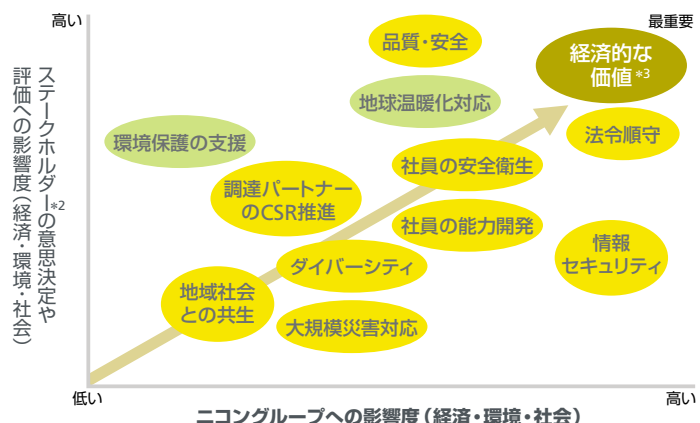 高い
最重要
品質・安全
経済的な
価値*3
地球温暖化対応
法令順守
環境保護の支援
社員の安全衛生
調達パートナー
のCSR推進
社員の能力開発
情報
セキュリティ
ダイバーシティ
地域社会
との共生
大規模災害対応
ステークホルダー*2の意思決定や
評価への影響度(経済・環境・社会)
低い
高い
ニコングループへの影響度(経済・環境・社会)